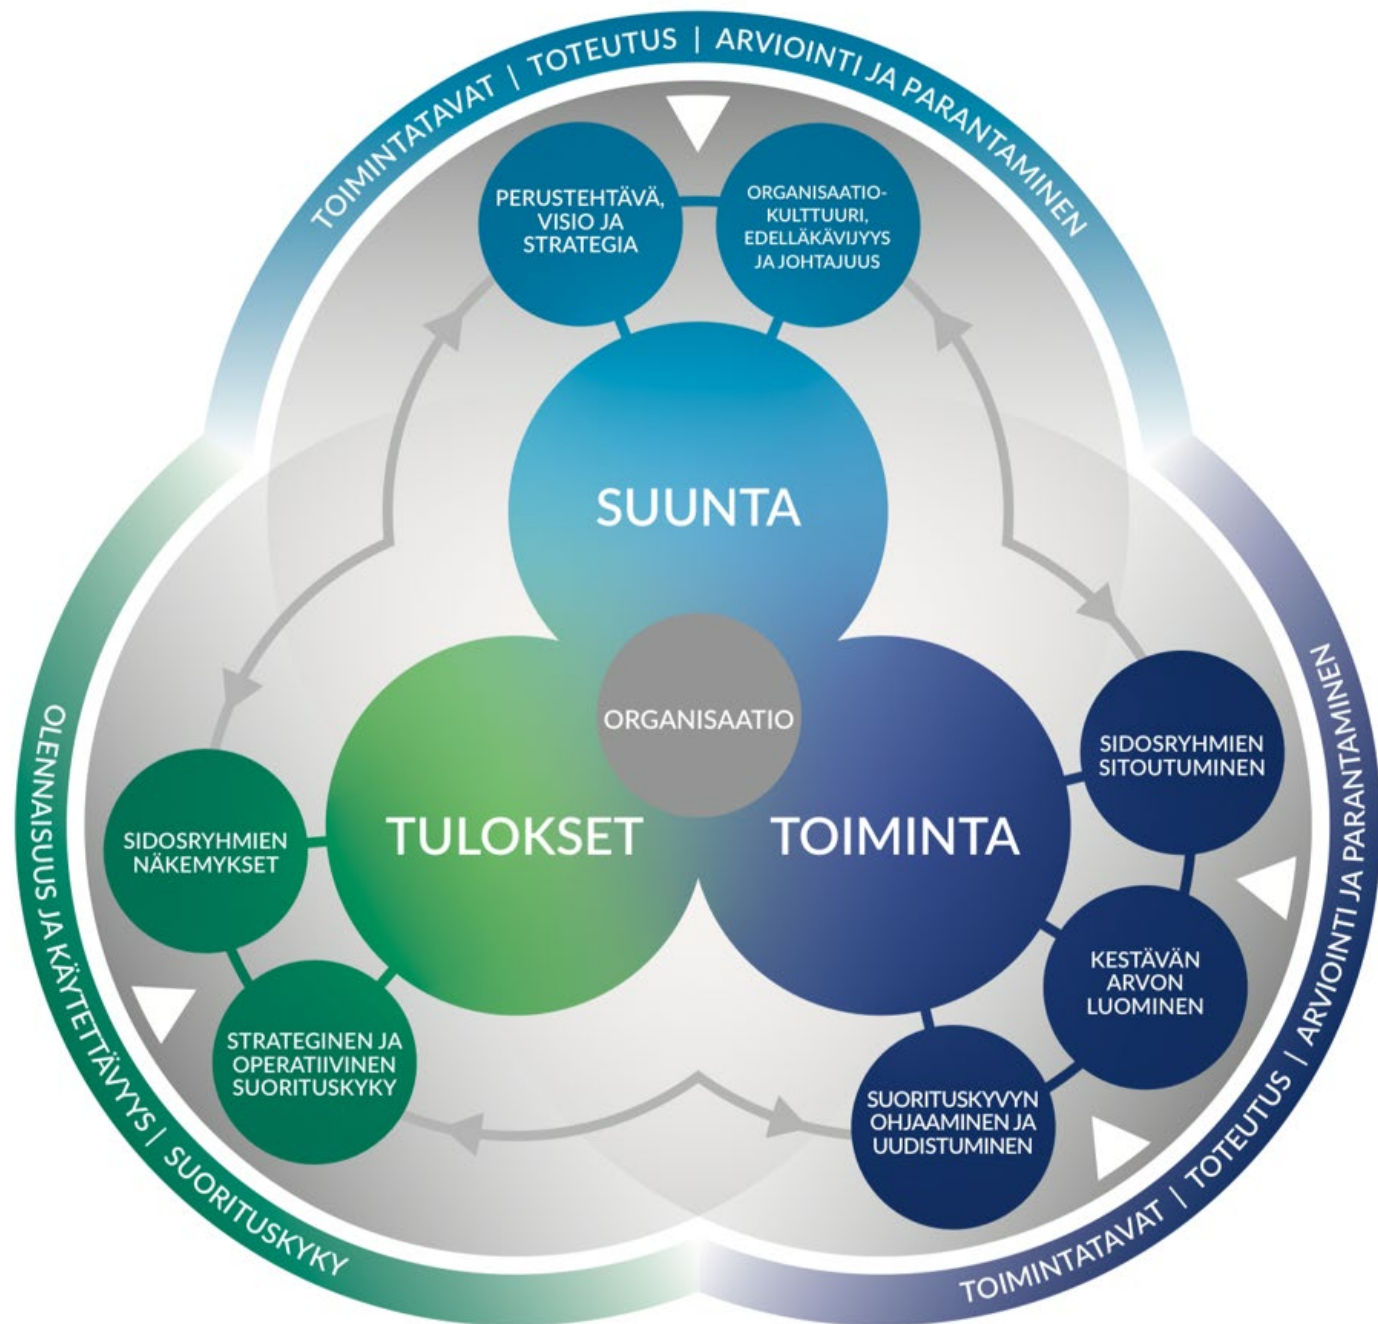 TOIMINTATAVAT | TOTEUTUS | ARVIOINTI JA PARANTAMINEN
PERUSTEHTÄVÄ,
VISIO JA
STRATEGIA
ORGANISAATIO-
KULTTUURI,
EDELLÄKÄVIJYYS
JA JOHTAJUUS
SUUNTA
ORGANISAATIO
TULOKSET
TOIMINTA
SIDOSRYHMIEN
SITOUTUMINEN
KESTÄVÄN
ARVON
LUOMINEN
SUORITUSKYVYN
OHJAAMINEN JA
UUDISTUMINEN
SIDOSRYHMIEN
NÄKEMYKSET
STRATEGINEN JA
OPERATIIVINEN
SUORITUSKYKY
OLENNAISUUS JA KÄYTETTÄVYYS | SUORITUSKYKY
TOIMINTATAVAT | TOTEUTUS | ARVIOINTI JA PARANTAMINEN